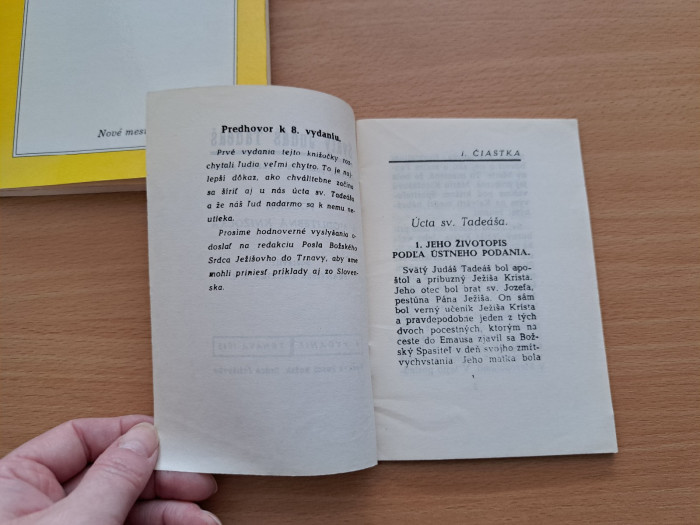 Nové mes
Predhovor k 8. vydaniu.
Prvé vydania tejto knižučky roz-
chytali ľudia veľmi chytro. To je naj-
lepší dôkaz, ako chválitebne začína
sa šíriť aj u nás úcta sv. Tadeáša
a že náš ľud nadarmo sa k nemu ne-
utieka.
Prosíme hodnoverné vyslyšania o-
doslať na redakciu Posla Božského
Srdca Ježišovho do Trnavy, aby sme
mohli priniesť príklady aj zo Sloven-
ska.
I. ČIASTKA
Úcta sv. Tadeáša.
1. JEHO ŽIVOTOPIS
PODĽA ÚSTNEHO PODANIA.
Svätý Judáš Tadeáš bol apo-
štol a príbuzný Ježiša Krista.
Jeho otec bol brat sv. Jozefa,
pestúna Pána Ježiša. On sám
bol verný učeník Ježiša Krista
a pravdepodobne jeden z tých
dvoch pocestných, ktorým na
ceste do Emausa zjavil sa Bož-
ský Spasiteľ v deň svojho zmŕt-
vychvstania. Jeho matka bola